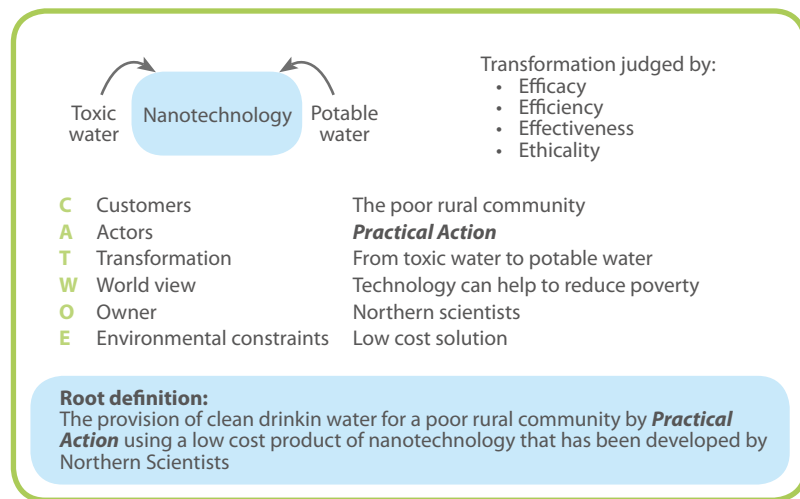 Toxic
water
Nanotechnology
Potable
water
Transformation judged by:
• Efficacy
• Efficiency
• Effectiveness
• Ethicality
C Customers The poor rural community
A Actors Practical Action
T Transformation From toxic water to potable water
W World view Technology can help to reduce poverty
O Owner Northern scientists
E Environmental constraints Low cost solution
Root definition:
The provision of clean drinkin water for a poor rural community by Practical
Action using a low cost product of nanotechnology that has been developed by
Northern Scientists